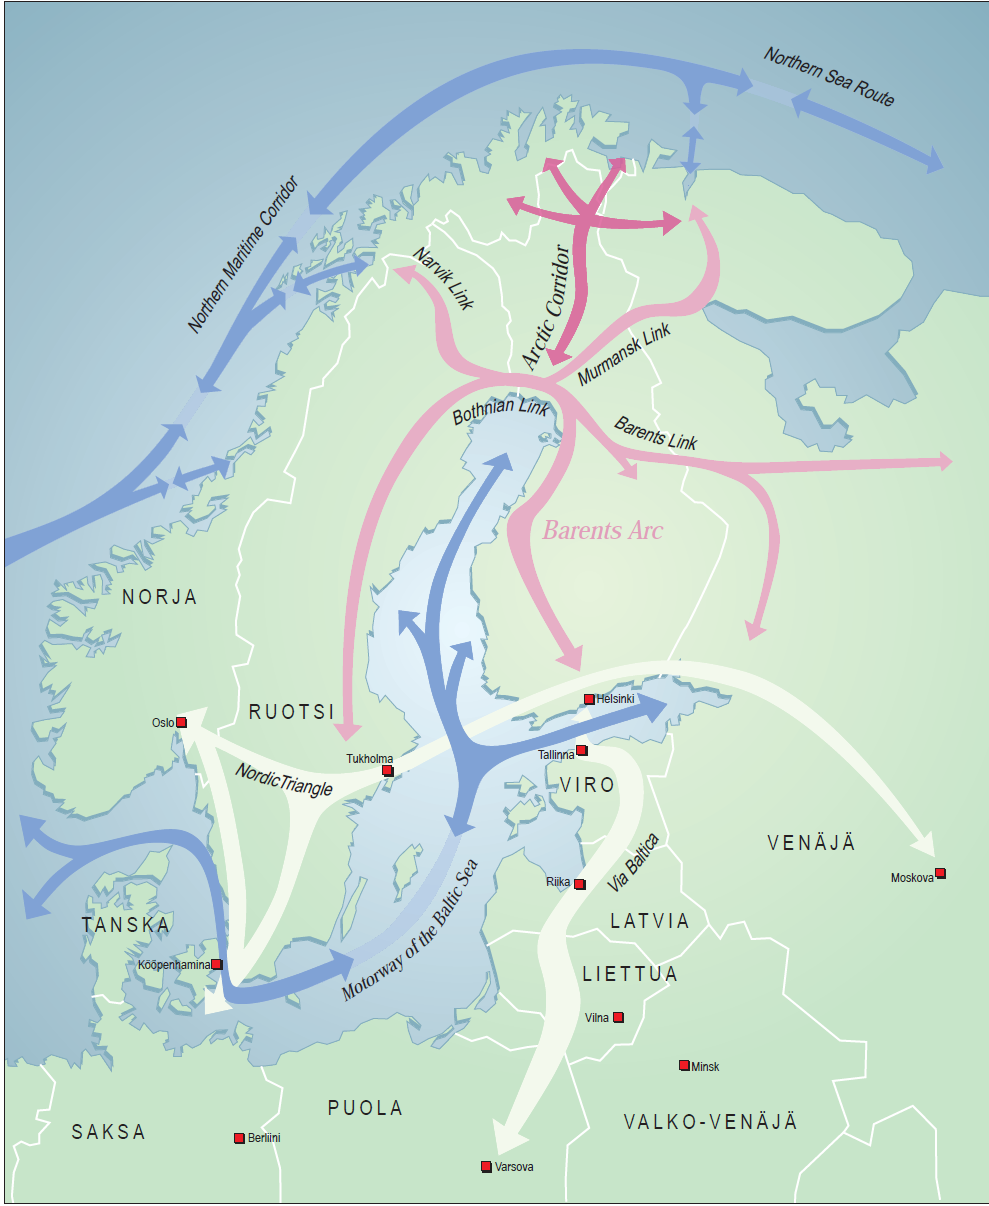 Northern Sea Route
Northern Maritime Corridor
Narvik Link
Arctic Corridor
Murmansk Link
Bothnian Link
Barents Link
Barents Arc
NORJA
RUOTSI
Oslo
Helsinki
Tukholma
Tallinna
NordicTriangle
VIRO
VENÄJÄ
Via Baltica
Moskova
Riika
LATVIA
TANSKA
Motorway of the Baltic Sea
Kööpenhamina
LIETTUA
Vilna
Minsk
PUOLA
VALKO-VENÄJÄ
SAKSA
Berliini
Varsova